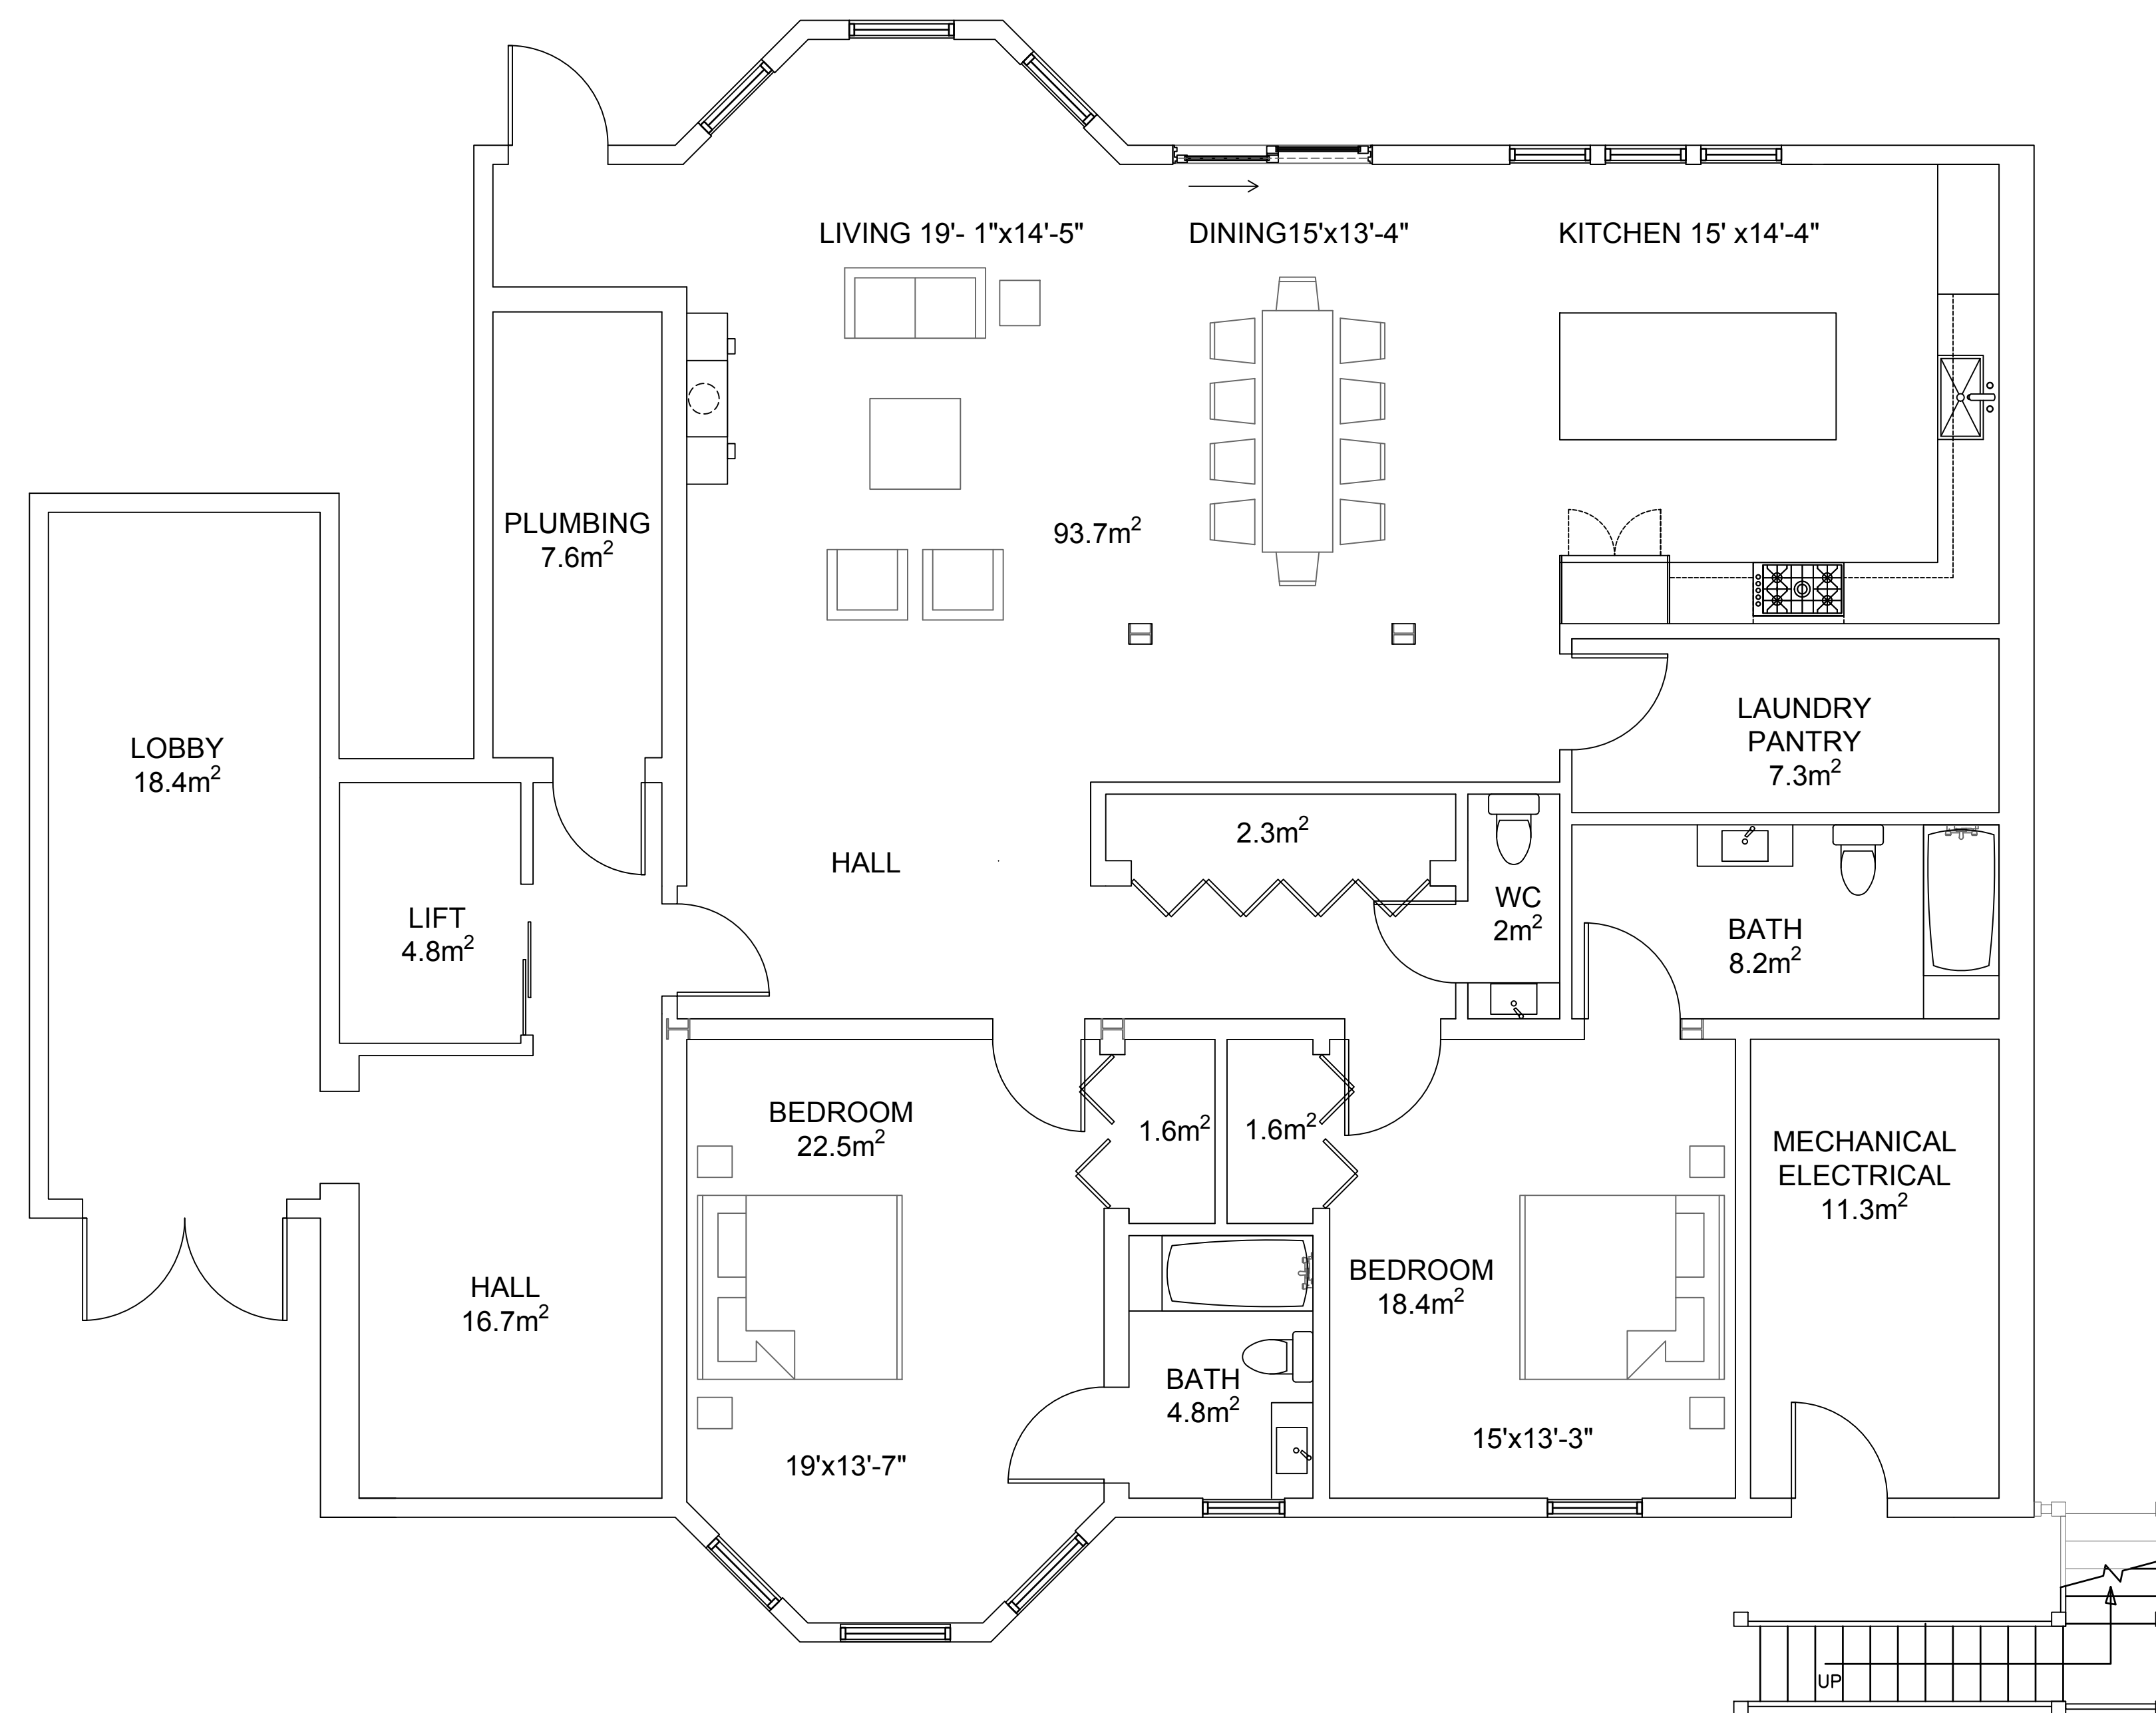 LIVING 19'- 1"x14'-5"
DINING15'x13'-4"
KITCHEN 15' x14'-4"
PLUMBING
7.6m²
93.7m²
LOBBY
18.4m²
LAUNDRY
PANTRY
7.3m²
2.3m²
HALL
LIFT
4.8m²
WC
2m²
BATH
8.2m²
BEDROOM
22.5m²
1.6m²
1.6m²
MECHANICAL
ELECTRICAL
11.3m²
HALL
16.7m²
BEDROOM
18.4m²
BATH
4.8m²
19'x13'-7"
15'x13'-3"
UP